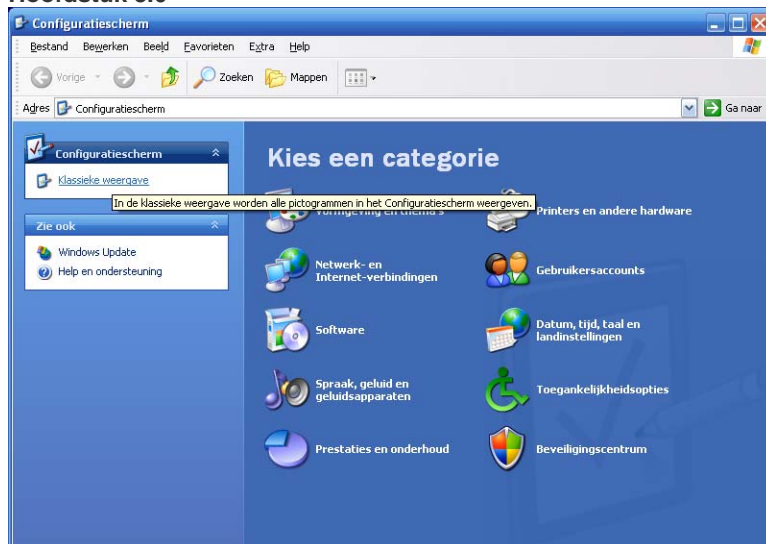 Configuratiescherm
Bestand Bewerken Beeld Favorieten Extra Help
Vorige Zoeken Mappen
Adres Configuratiescherm Ga naar
Configuratiescherm
Klassieke weergave
In de klassieke weergave worden alle pictogrammen in het Configuratiescherm weergeven.
Zie ook
Windows Update
Help en ondersteuning
Kies een categorie
Vormgeving en thema's
Printers en andere hardware
Netwerk- en
Internet-verbindingen
Gebruikersaccounts
Software
Datum, tijd, taal en
landinstellingen
Spraak, geluid en
geluidsapparaten
Toegankelijkheidsopties
Prestaties en onderhoud
Beveiligingscentrum